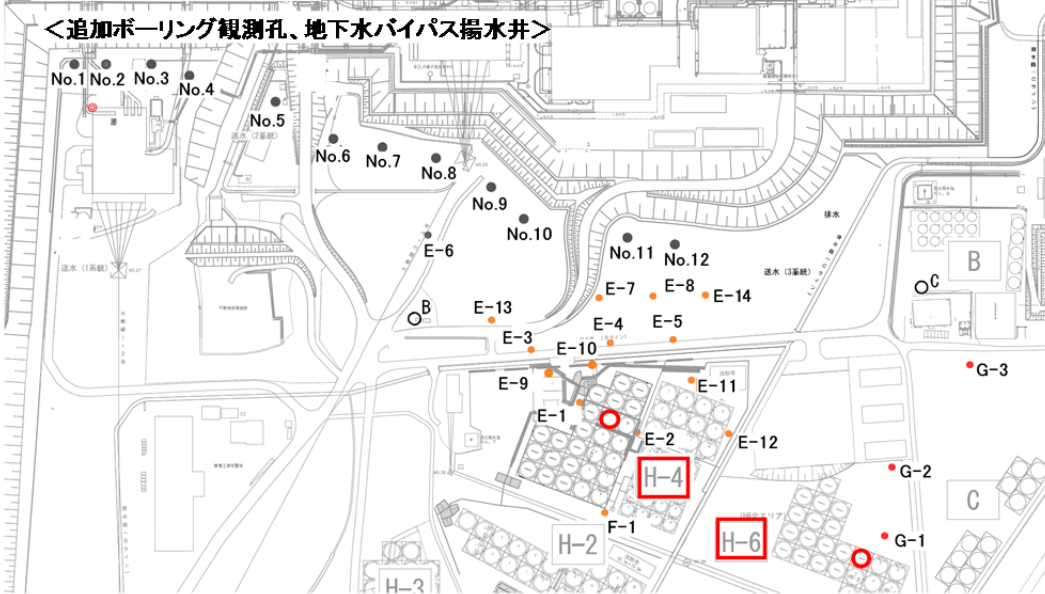 ＜追加ボーリング観測孔、地下水バイパス揚水井＞
No.1
No.2
No.3
No.4
No.5
送水（2系統）
No.6
No.7
No.8
No.9
No.10
No.11
No.12
排水
E-6
B
C
送水（1系統）
送水（3系統）
B
E-7
E-8
E-14
E-13
E-3
E-4
E-5
E-10
E-9
E-11
G-3
E-1
E-2
E-12
H-4
G-2
C
F-1
H-2
H-6
G-1
H-3